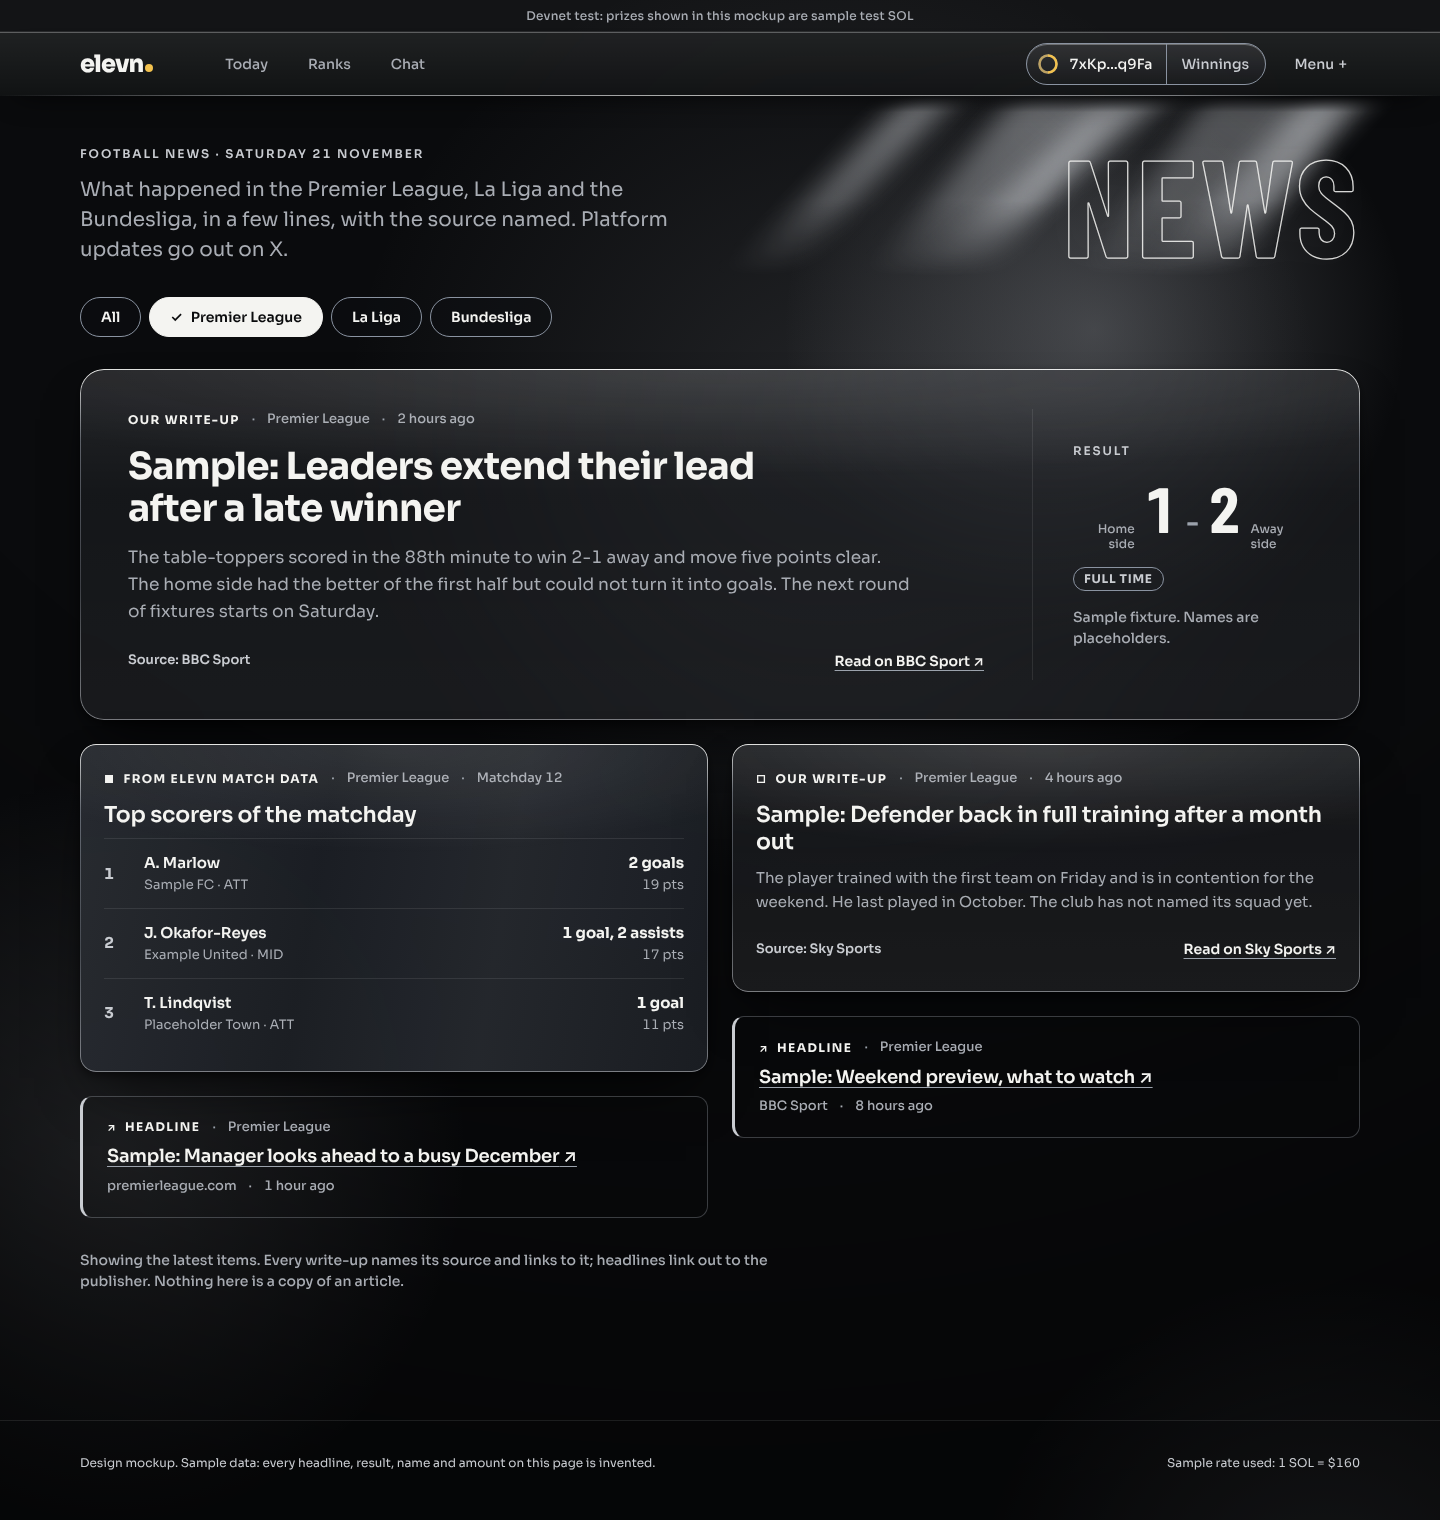 Devnet test: prizes shown in this mockup are sample test SOL
elevn.
Today
Ranks
Chat
7xKp...q9Fa
Winnings
Menu +
FOOTBALL NEWS · SATURDAY 21 NOVEMBER
What happened in the Premier League, La Liga and the
Bundesliga, in a few lines, with the source named. Platform
updates go out on X.
NEWS
All
✓ Premier League
La Liga
Bundesliga
OUR WRITE-UP · Premier League · 2 hours ago
Sample: Leaders extend their lead
after a late winner
The table-toppers scored in the 88th minute to win 2-1 away and move five points clear.
The home side had the better of the first half but could not turn it into goals. The next round
of fixtures starts on Saturday.
Source: BBC Sport
Read on BBC Sport ↗
RESULT
Home
side
1 - 2
Away
side
FULL TIME
Sample fixture. Names are
placeholders.
FROM ELEVN MATCH DATA · Premier League · Matchday 12
Top scorers of the matchday
1
A. Marlow
2 goals
Sample FC · ATT
19 pts
2
J. Okafor-Reyes
1 goal, 2 assists
Example United · MID
17 pts
3
T. Lindqvist
1 goal
Placeholder Town · ATT
11 pts
↗ HEADLINE · Premier League
Sample: Manager looks ahead to a busy December ↗
premierleague.com · 1 hour ago
OUR WRITE-UP · Premier League · 4 hours ago
Sample: Defender back in full training after a month
out
The player trained with the first team on Friday and is in contention for the
weekend. He last played in October. The club has not named its squad yet.
Source: Sky Sports
Read on Sky Sports ↗
↗ HEADLINE · Premier League
Sample: Weekend preview, what to watch ↗
BBC Sport · 8 hours ago
Showing the latest items. Every write-up names its source and links to it; headlines link out to the
publisher. Nothing here is a copy of an article.
Design mockup. Sample data: every headline, result, name and amount on this page is invented.
Sample rate used: 1 SOL = $160